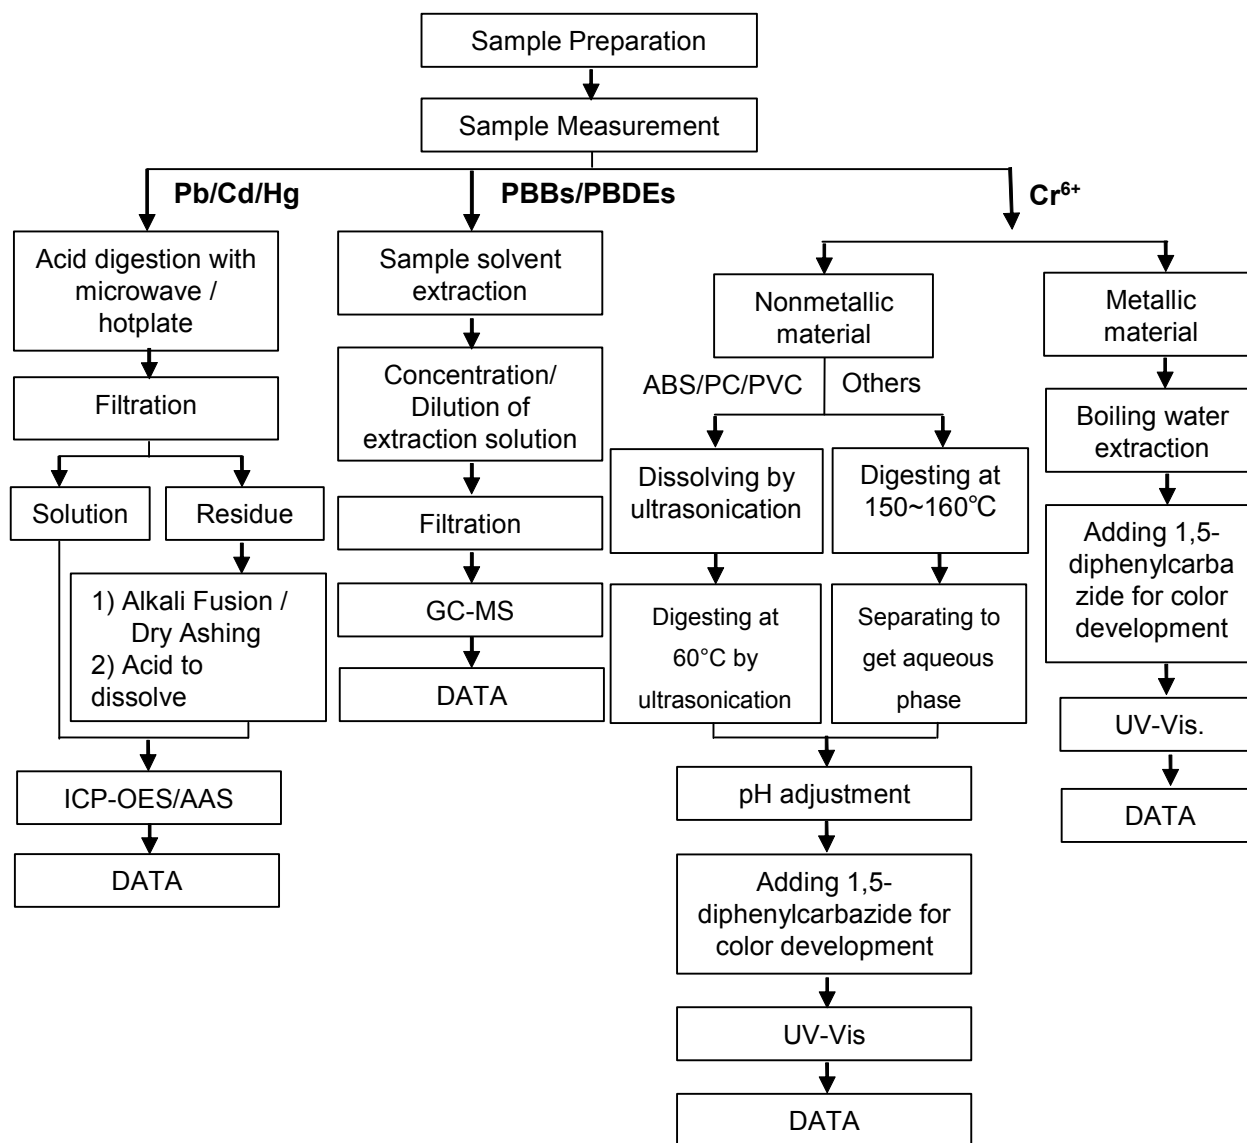 Sample Preparation
Sample Measurement
Pb/Cd/Hg
PBBs/PBDEs
Cr⁶⁺
Acid digestion with
microwave /
hotplate
Filtration
Solution
Residue
1) Alkali Fusion /
Dry Ashing
2) Acid to
dissolve
ICP-OES/AAS
DATA
Sample solvent
extraction
Concentration/
Dilution of
extraction solution
Filtration
GC-MS
DATA
Nonmetallic
material
ABS/PC/PVC
Others
Dissolving by
ultrasonication
Digesting at
60°C by
ultrasonication
Digesting at
150~160℃
Separating to
get aqueous
phase
pH adjustment
Adding 1,5-
diphenylcarbazide for
color development
UV-Vis
DATA
Metallic
material
Boiling water
extraction
Adding 1,5-
diphenylcarba
zide for color
development
UV-Vis.
DATA